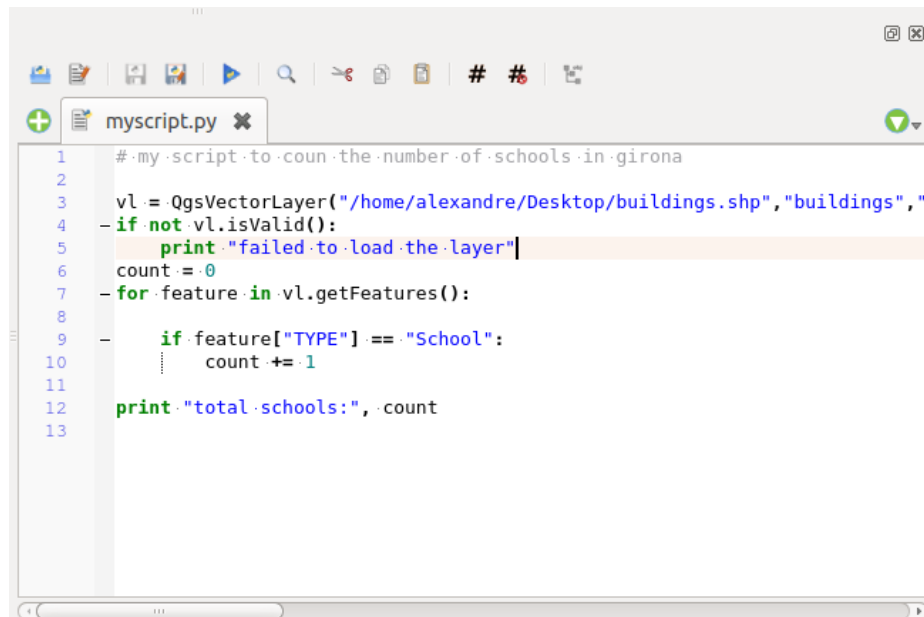 myscript.py
1 # my script to coun the number of schools in girona
2
3 vl = QgsVectorLayer("/home/alexandre/Desktop/buildings.shp","buildings","
4 if not vl.isValid():
5     print "failed to load the layer"
6 count = 0
7 for feature in vl.getFeatures():
8
9     if feature["TYPE"] == "School":
10         count += 1
11
12 print "total schools:", count
13